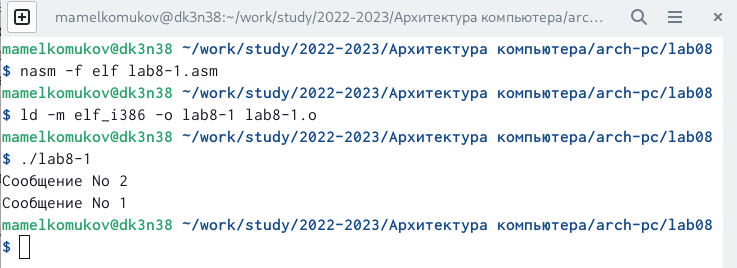 mamelkomukov@dk3n38:~/work/study/2022-2023/Архитектура компьютера/arc...
mamelkomukov@dk3n38 ~/work/study/2022-2023/Архитектура компьютера/arch-pc/lab08
$ nasm -f elf lab8-1.asm
mamelkomukov@dk3n38 ~/work/study/2022-2023/Архитектура компьютера/arch-pc/lab08
$ ld -m elf_i386 -o lab8-1 lab8-1.o
mamelkomukov@dk3n38 ~/work/study/2022-2023/Архитектура компьютера/arch-pc/lab08
$ ./lab8-1
Сообщение No 2
Сообщение No 1
mamelkomukov@dk3n38 ~/work/study/2022-2023/Архитектура компьютера/arch-pc/lab08
$